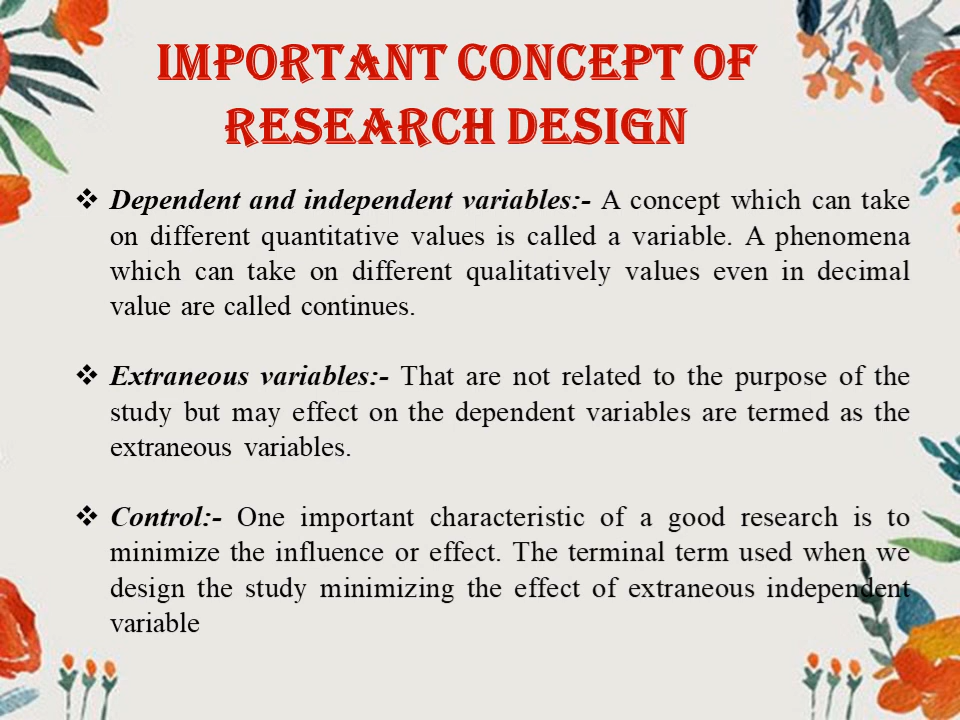 IMPORTANT CONCEPT OF
RESEARCH DESIGN
❖ Dependent and independent variables:- A concept which can take
on different quantitative values is called a variable. A phenomena
which can take on different qualitatively values even in decimal
value are called continues.
❖ Extraneous variables:- That are not related to the purpose of the
study but may effect on the dependent variables are termed as the
extraneous variables.
❖ Control:- One important characteristic of a good research is to
minimize the influence or effect. The terminal term used when we
design the study minimizing the effect of extraneous independent
variable